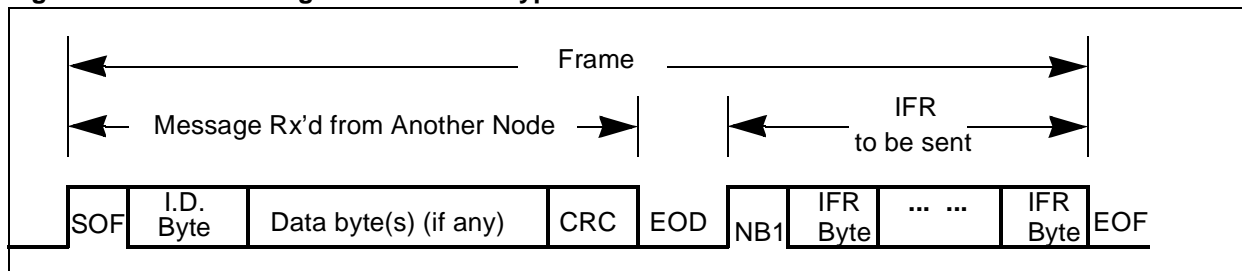 Frame
Message Rx'd from Another Node
IFR
to be sent
SOF
I.D.
Byte
Data byte(s) (if any)
CRC
EOD
NB1
IFR
Byte
... ...
IFR
Byte
EOF